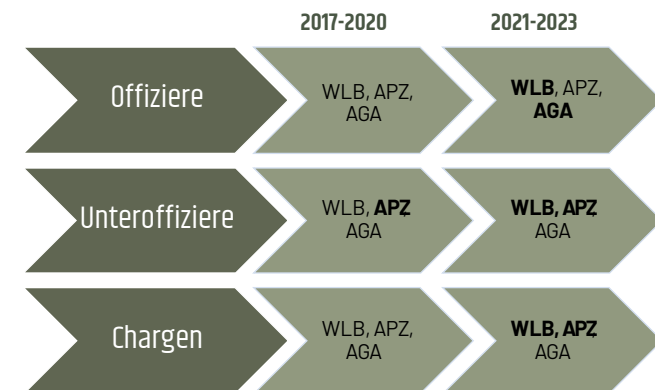 2017-2020
2021-2023
Offiziere
WLB, APZ,
AGA
WLB, APZ,
AGA
Unteroffiziere
WLB, APZ,
AGA
WLB, APZ,
AGA
Chargen
WLB, APZ,
AGA
WLB, APZ,
AGA